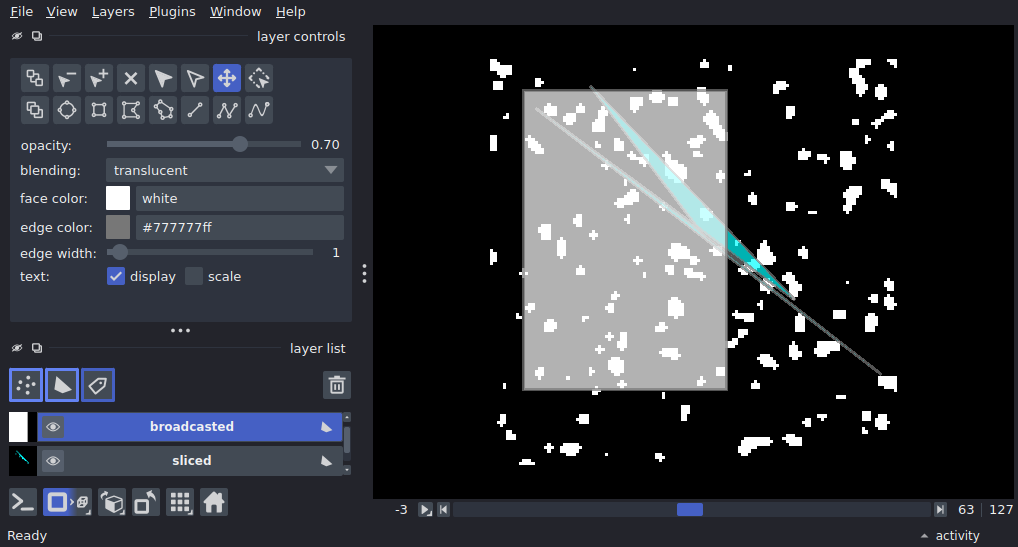 File View Layers Plugins Window Help
layer controls
opacity: 0.70
blending: translucent
face color: white
edge color: #777777ff
edge width: 1
text: display scale
layer list
broadcasted
sliced
-3 63 127
Ready activity